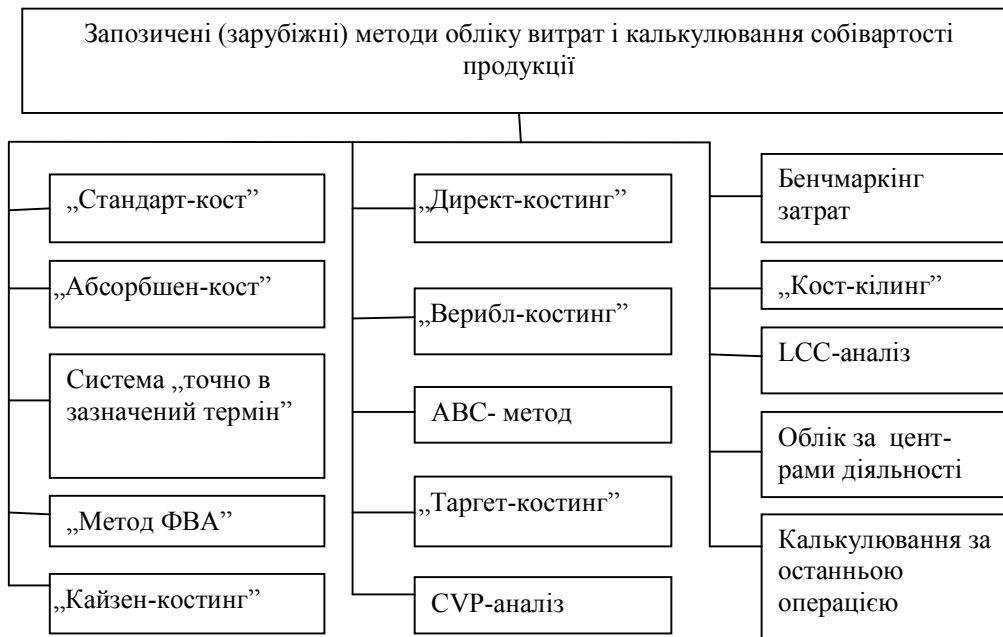 Запозичені (зарубіжні) методи обліку витрат і калькулювання собівартості
продукції
„Стандарт-кост”
„Абсорбшен-кост”
Система „точно в
зазначений термін”
„Метод ФВА”
„Кайзен-костинг”
„Директ-костинг”
„Верибл-костинг”
АВС- метод
„Таргет-костинг”
CVP-аналіз
Бенчмаркінг
затрат
„Кост-кілинг”
LCC-аналіз
Облік за цент-
рами діяльності
Калькулювання за
останньою
операцією